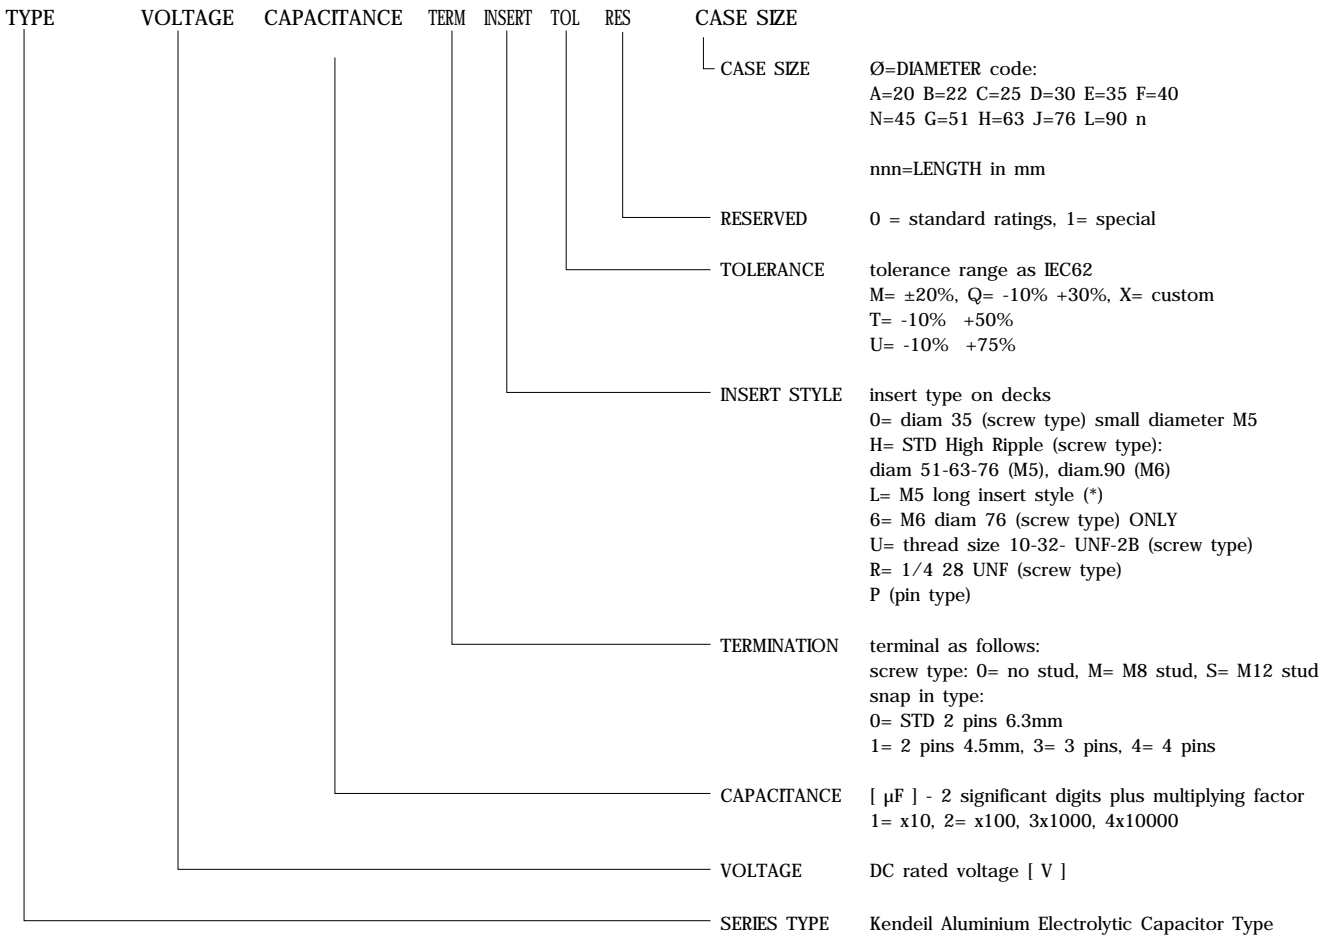 TYPE VOLTAGE CAPACITANCE TERM INSERT TOL RES CASE SIZE
CASE SIZE Ø=DIAMETER code:
A=20 B=22 C=25 D=30 E=35 F=40
N=45 G=51 H=63 J=76 L=90 n
nnn=LENGTH in mm
RESERVED 0 = standard ratings, 1= special
TOLERANCE tolerance range as IEC62
M= ±20%, Q= -10% +30%, X= custom
T= -10% +50%
U= -10% +75%
INSERT STYLE insert type on decks
0= diam 35 (screw type) small diameter M5
H= STD High Ripple (screw type):
diam 51-63-76 (M5), diam.90 (M6)
L= M5 long insert style (*)
6= M6 diam 76 (screw type) ONLY
U= thread size 10-32- UNF-2B (screw type)
R= 1/4 28 UNF (screw type)
P (pin type)
TERMINATION terminal as follows:
screw type: 0= no stud, M= M8 stud, S= M12 stud
snap in type:
0= STD 2 pins 6.3mm
1= 2 pins 4.5mm, 3= 3 pins, 4= 4 pins
CAPACITANCE [ µF ] - 2 significant digits plus multiplying factor
1= x10, 2= x100, 3x1000, 4x10000
VOLTAGE DC rated voltage [ V ]
SERIES TYPE Kendeil Aluminium Electrolytic Capacitor Type